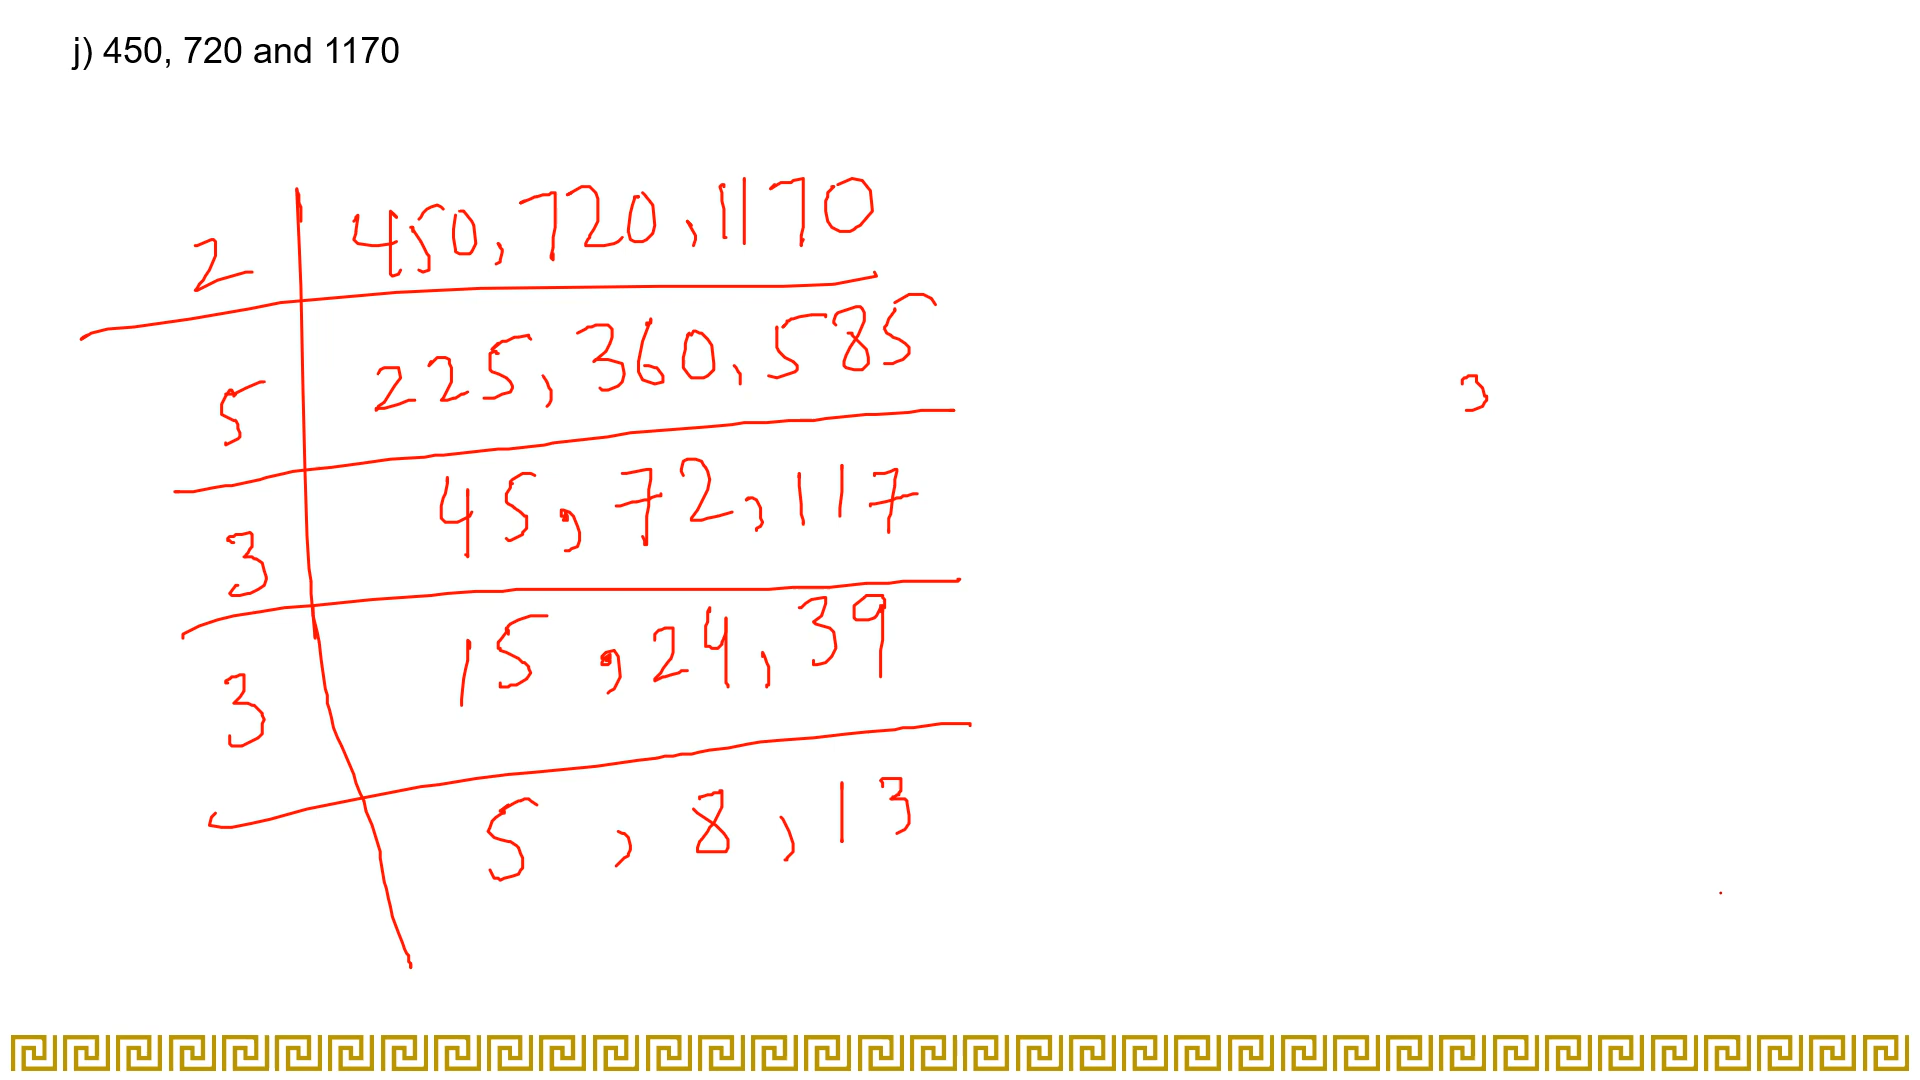 j) 450, 720 and 1170
2 450, 720, 1170
5 225, 360, 585
3
3 45, 72, 117
3 15, 24, 39
5, 8, 13